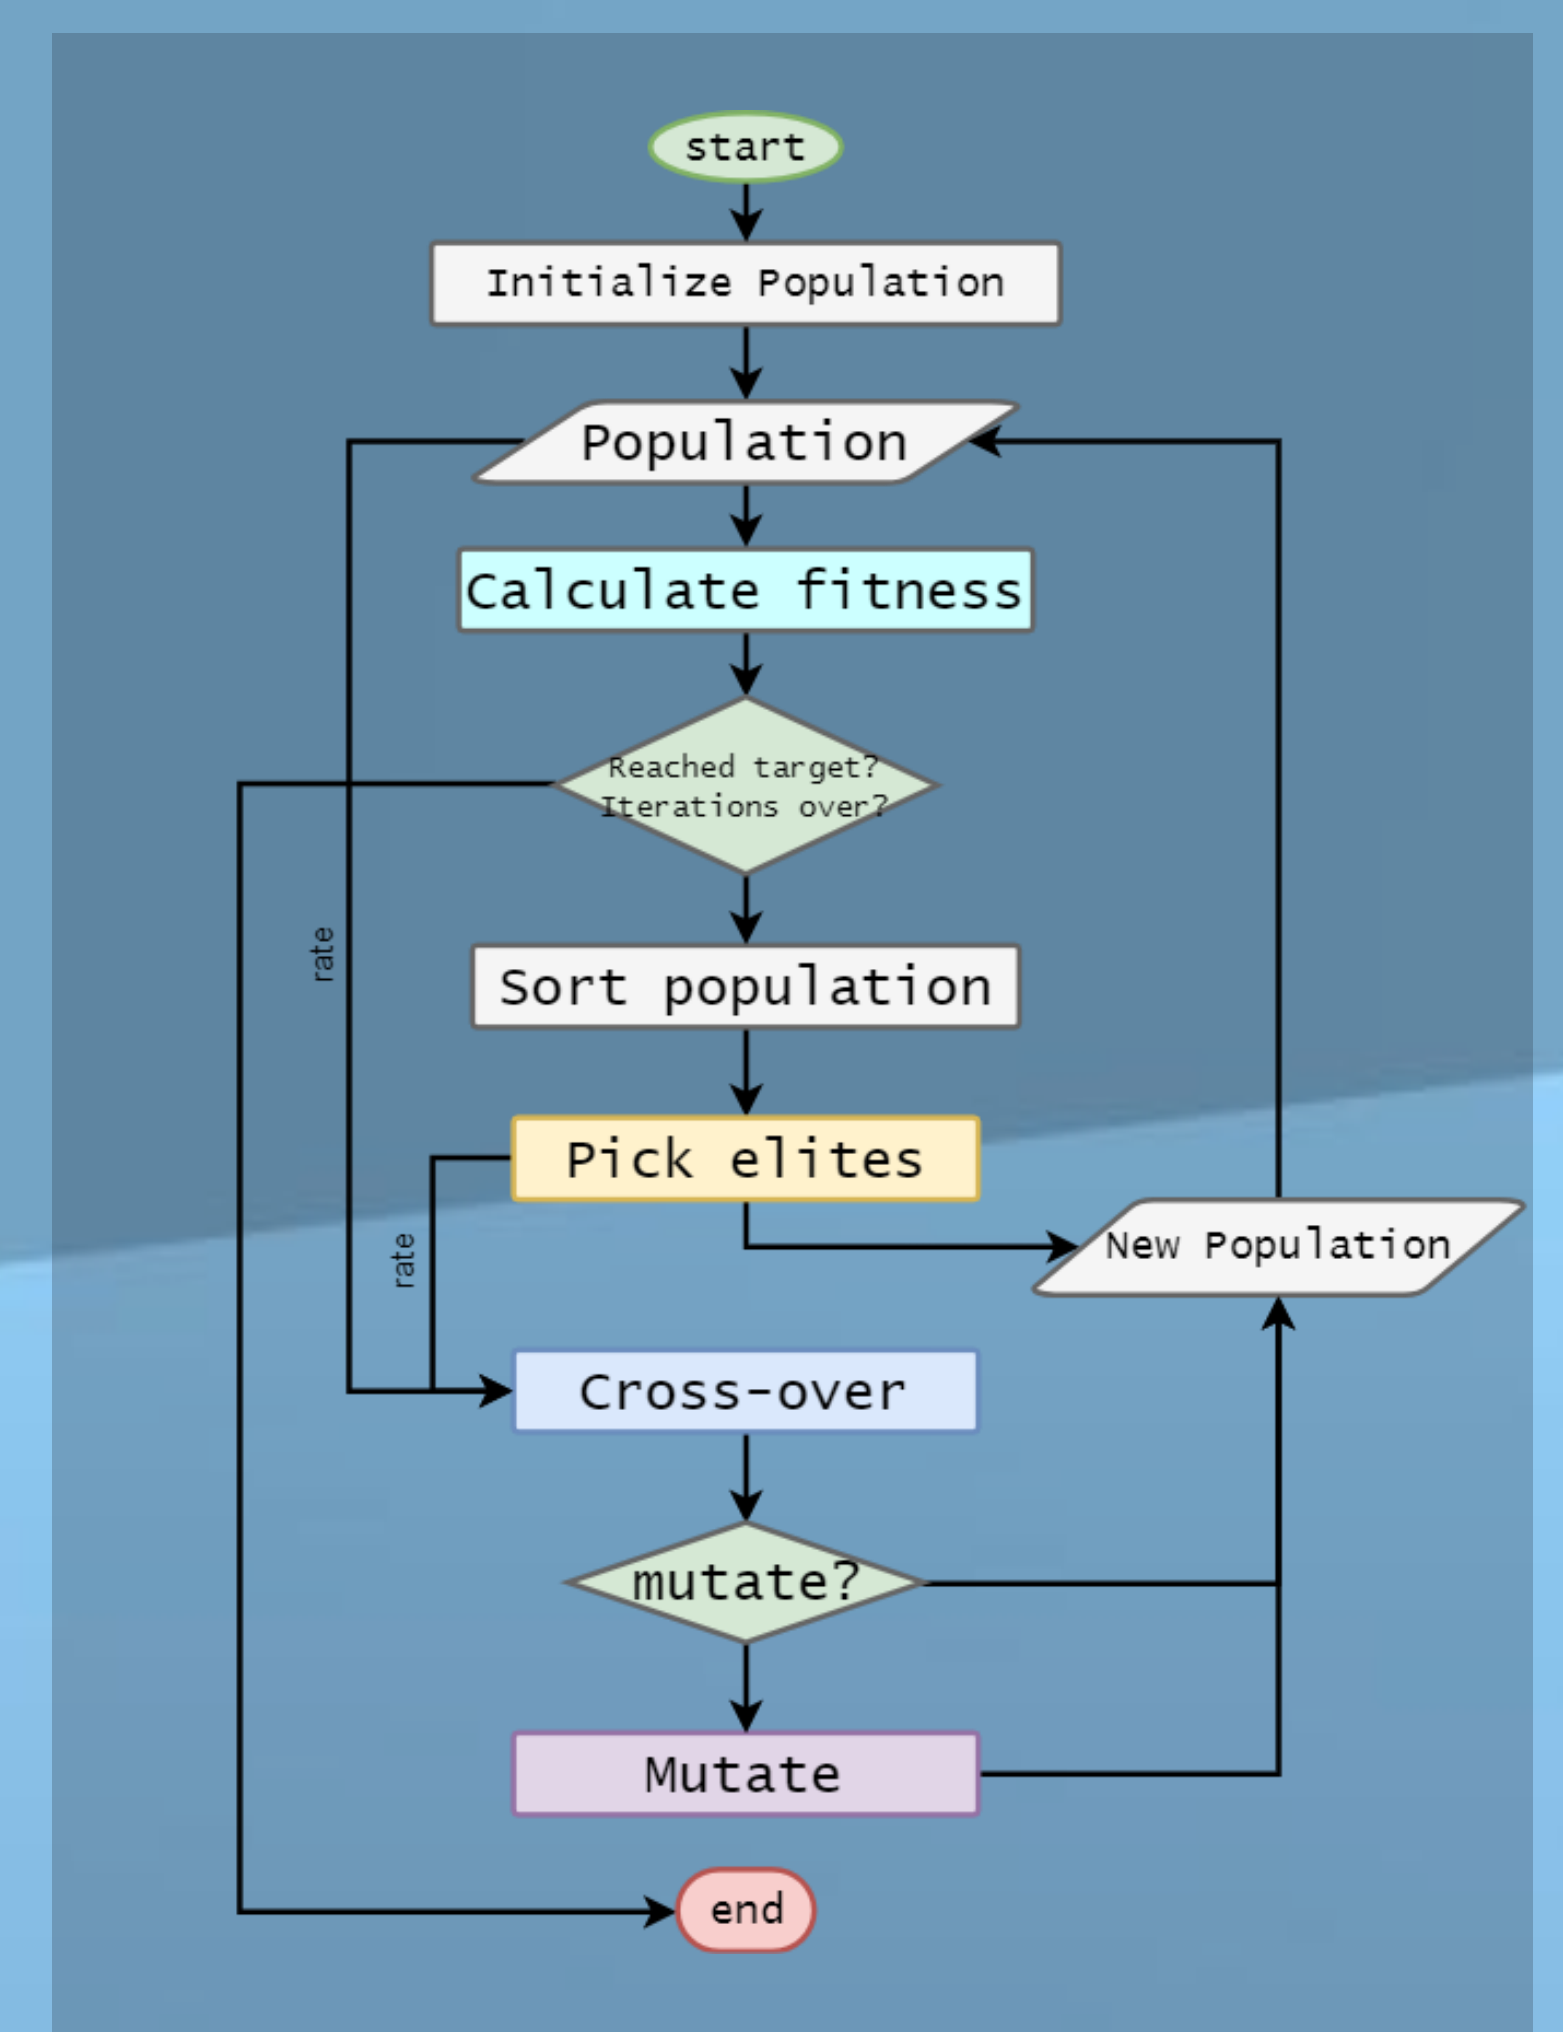 start
Initialize Population
Population
Calculate fitness
Reached target?
Iterations over?
rate
Sort population
Pick elites
rate
New Population
Cross-over
mutate?
Mutate
end